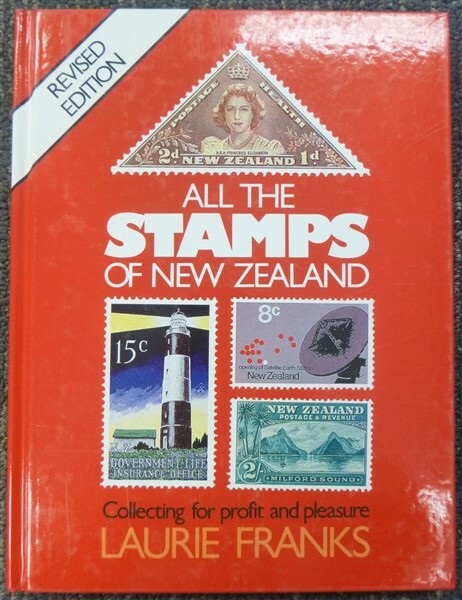 REVISED
EDITION
POSTAGE HEALTH
H.R.H. PRINCESS ELIZABETH
2d NEW ZEALAND 1d
ALL THE
STAMPS
OF NEW ZEALAND
15c
GOVERNMENT LIFE
INSURANCE OFFICE
8c
opening of Satellite Earth Station
New Zealand
NEW ZEALAND
POSTAGE & REVENUE
2/-
MILFORD SOUND
Collecting for profit and pleasure
LAURIE FRANKS